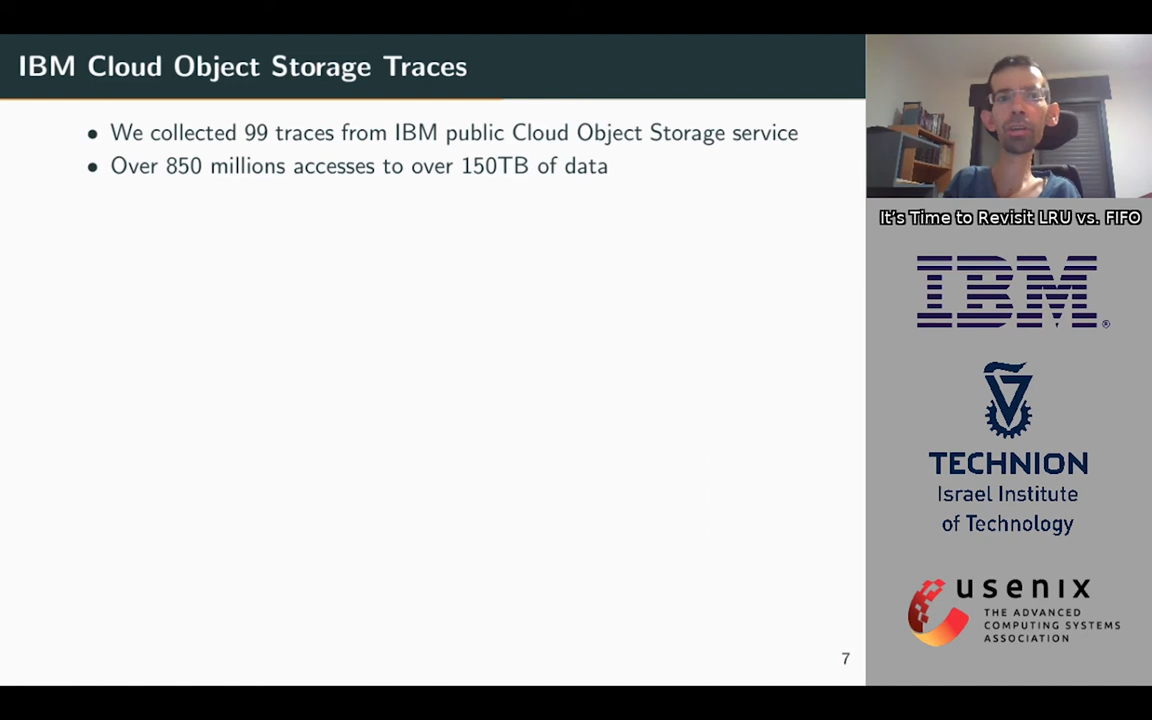 IBM Cloud Object Storage Traces
• We collected 99 traces from IBM public Cloud Object Storage service
• Over 850 millions accesses to over 150TB of data
7
It's Time to Revisit LRU vs. FIFO
IBM®
TECHNION
Israel Institute
of Technology
usenix
THE ADVANCED
COMPUTING SYSTEMS
ASSOCIATION